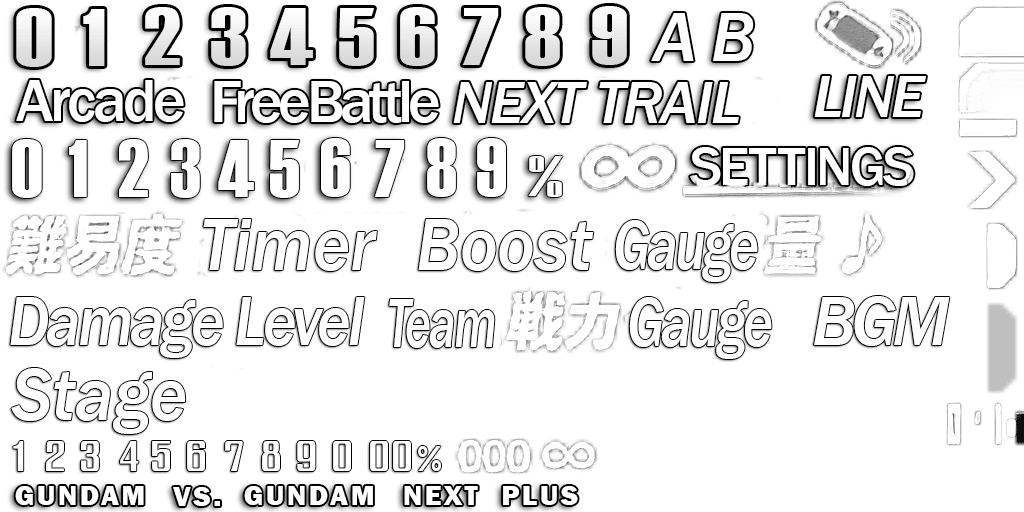 0 1 2 3 4 5 6 7 8 9 A B
Arcade FreeBattle NEXT TRAIL LINE
0 1 2 3 4 5 6 7 8 9 % ∞ SETTINGS
難易度 Timer Boost Gauge量 ♪
Damage Level Team 戦力 Gauge BGM
Stage
1 2 3 4 5 6 7 8 9 0 00% 000 ∞
GUNDAM VS. GUNDAM NEXT PLUS